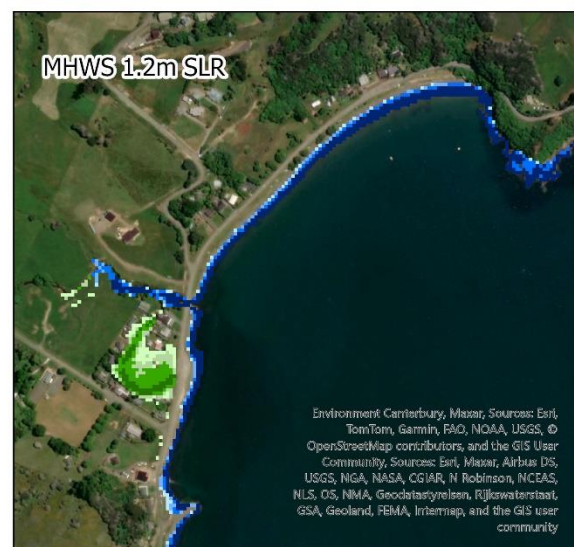 MHWS 1.2m SLR
Environment Canterbury, Maxar, Sources: Esri,
TomTom, Garmin, FAO, NOAA, USGS, ©
OpenStreetMap contributors, and the GIS User
Community, Sources: Esri, Maxar, Airbus DS,
USGS, NGA, NASA, CGIAR, N Robinson, NCEAS,
NLS, OS, NMA, Geodatastyrelsen, Rijkswaterstaat,
GSA, Geoland, FEMA, Intermap, and the GIS user
community